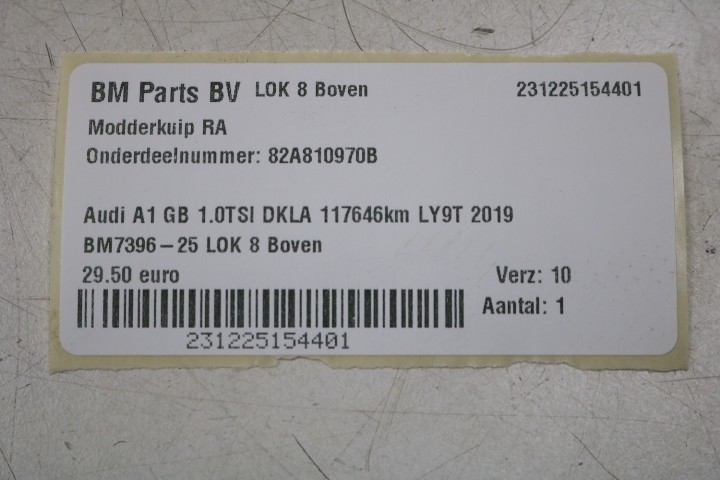 BM Parts BV LOK 8 Boven 231225154401
Modderkuip RA
Onderdeelnummer: 82A810970B
Audi A1 GB 1.0TSI DKLA 117646km LY9T 2019
BM7396-25 LOK 8 Boven
29.50 euro Verz: 10
Aantal: 1
231225154401